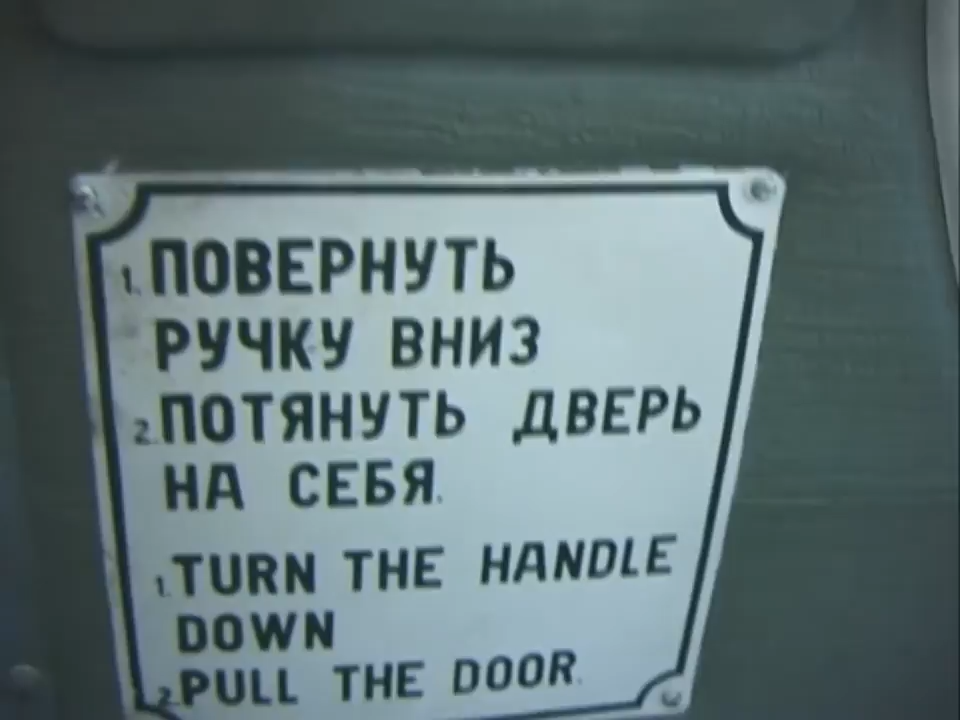 1. ПОВЕРНУТЬ
РУЧКУ ВНИЗ
2. ПОТЯНУТЬ ДВЕРЬ
НА СЕБЯ.
1. TURN THE HANDLE
DOWN
2. PULL THE DOOR.